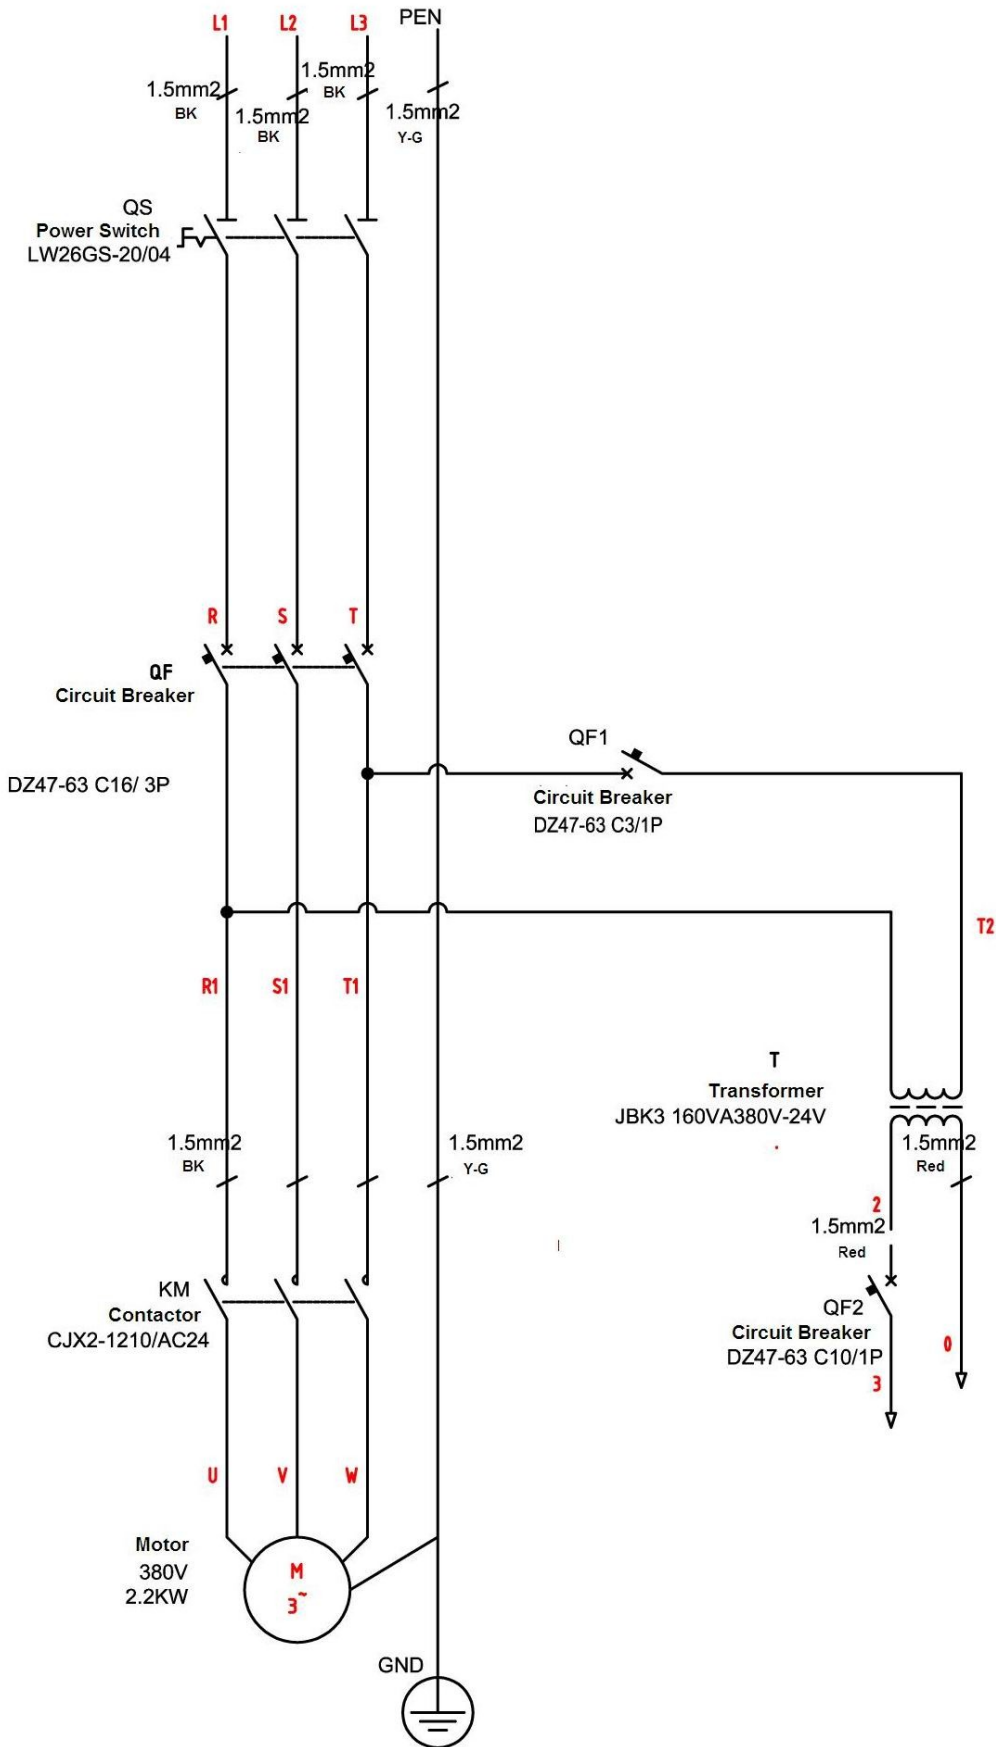 L1
L2
L3
PEN
1.5mm2
BK
1.5mm2
BK
1.5mm2
BK
1.5mm2
Y-G
QS
Power Switch
LW26GS-20/04
R
S
T
QF
Circuit Breaker
DZ47-63 C16/ 3P
QF1
Circuit Breaker
DZ47-63 C3/1P
T2
R1
S1
T1
T
Transformer
JBK3 160VA380V-24V
1.5mm2
BK
1.5mm2
Y-G
1.5mm2
Red
2
1.5mm2
Red
KM
Contactor
CJX2-1210/AC24
QF2
Circuit Breaker
DZ47-63 C10/1P
0
3
U
V
W
Motor
380V
2.2KW
M
3~
GND